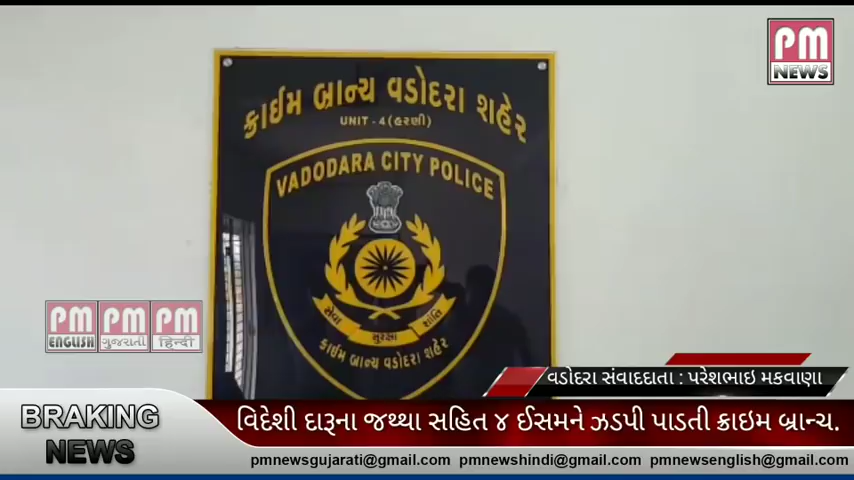 PM
NEWS
ક્રાઈમ બ્રાન્ચ વડોદરા શહેર
UNIT - 4 (હરણી)
VADODARA CITY POLICE
સેવા સુરક્ષા શાંતિ
ક્રાઈમ બ્રાન્ચ વડોદરા શહેર
PM PM PM
ENGLISH ગુજરાતી हिन्दी
વડોદરા સંવાદદાતા : પરેશભાઇ મકવાણા
BRAKING
NEWS
વિદેશી દારૂના જથ્થા સહિત ૪ ઈસમને ઝડપી પાડતી ક્રાઇમ બ્રાન્ચ.
pmnewsgujarati@gmail.com pmnewshindi@gmail.com pmnewsenglish@gmail.com